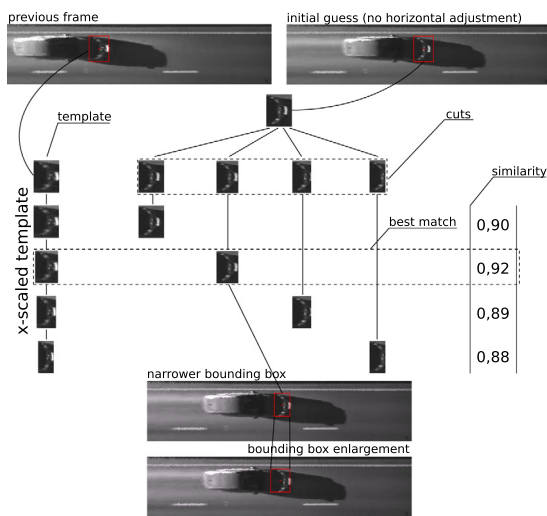 previous frame
initial guess (no horizontal adjustment)
template
cuts
similarity
x-scaled template
best match
0,90
0,92
0,89
0,88
narrower bounding box
bounding box enlargement